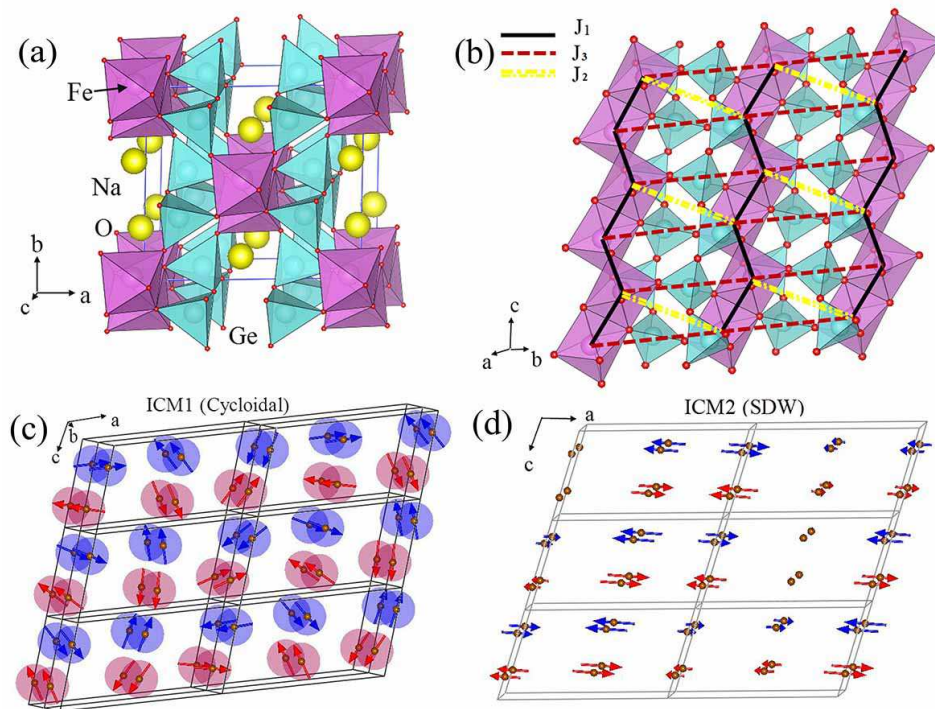 (a)
Fe
Na
O
Ge
b
c
a
(b)
J1
J3
J2
c
a
b
(c)
ICM1 (Cycloidal)
a
b
c
(d)
ICM2 (SDW)
a
c